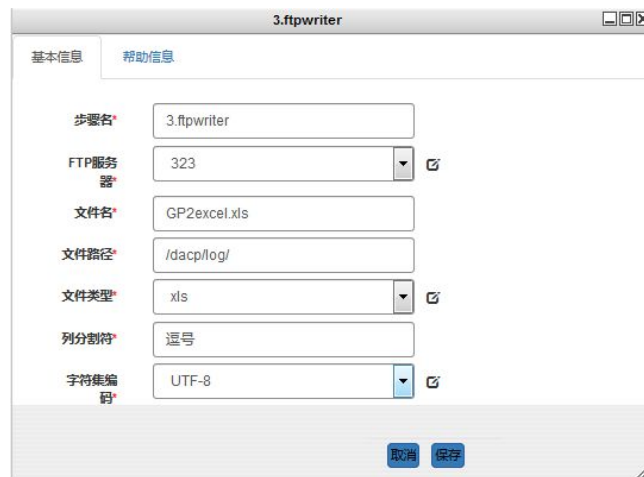 3.ftpwriter
基本信息 帮助信息
步骤名* 3.ftpwriter
FTP服务
器* 323
文件名* GP2excel.xls
文件路径* /dacp/log/
文件类型* xls
列分割符* 逗号
字符集编
码* UTF-8
取消 保存